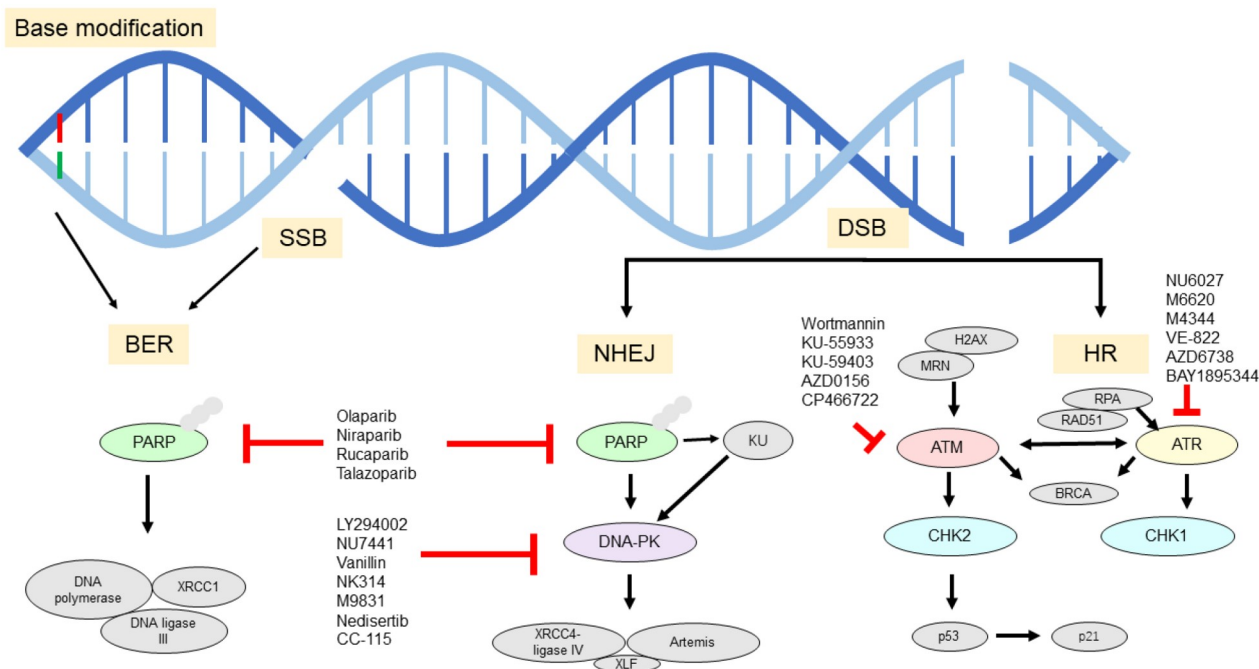 Base modification
SSB
DSB
BER
NHEJ
HR
Wortmannin
KU-55933
KU-59403
AZD0156
CP466722
NU6027
M6620
M4344
VE-822
AZD6738
BAY1895344
H2AX
MRN
RPA
RAD51
PARP
Olaparib
Niraparib
Rucaparib
Talazoparib
PARP
KU
ATM
ATR
BRCA
LY294002
NU7441
Vanillin
NK314
M9831
Nedisertib
CC-115
DNA-PK
CHK2
CHK1
DNA
polymerase
XRCC1
DNA ligase
III
XRCC4-
ligase IV
Artemis
XLF
p53
p21